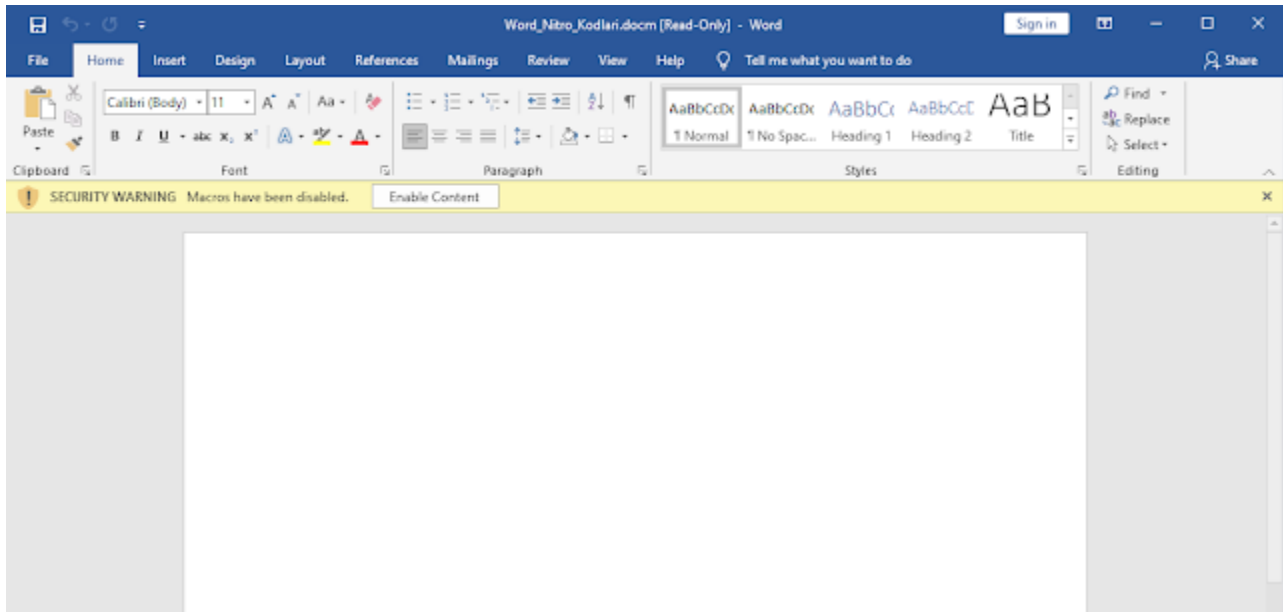 Word_Nitro_Kodlari.docm [Read-Only] - Word Sign in
File Home Insert Design Layout References Mailings Review View Help Tell me what you want to do Share
Paste
Calibri (Body) 11 A A Aa
B I U abc x, x² A A
AaBbCcDc AaBbCcDc AaBbCc AaBbCcE AaB
¶ Normal ¶ No Spac... Heading 1 Heading 2 Title
Find
Replace
Select
Clipboard Font Paragraph Styles Editing
SECURITY WARNING Macros have been disabled. Enable Content